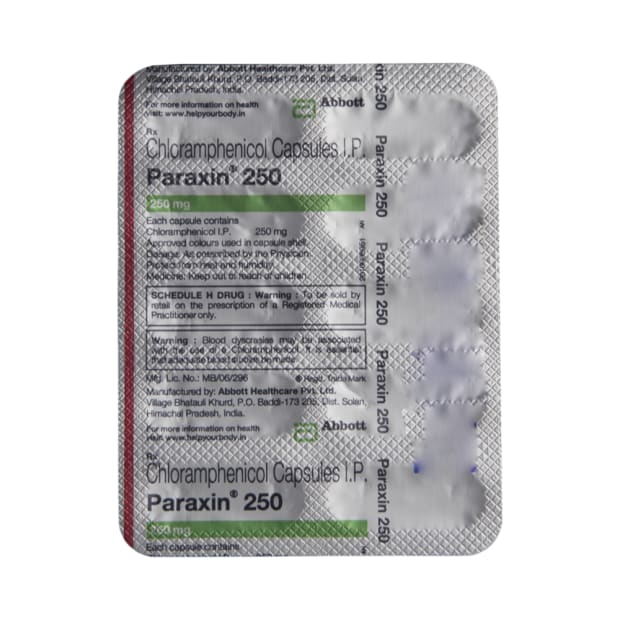 Manufactured by: Abbott Healthcare Pvt. Ltd.
Village Bhatauli Khurd, P.O. Baddi-173 205, Dist. Solan,
Himachal Pradesh, India.
For more information on health
visit: www.helpyourbody.in
Abbott
Rx
Chloramphenicol Capsules I.P.
Paraxin® 250
250 mg
Each capsule contains
Chloramphenicol I.P. 250 mg
Approved colours used in capsule shell.
Dosage: As prescribed by the Physician.
Protect from heat and humidity.
Medicine: Keep out of reach of children.
SCHEDULE H DRUG : Warning : To be sold by
retail on the prescription of a Registered Medical
Practitioner only.
Warning : Blood dyscrasias may be associated
with the use of Chloramphenicol. It is essential
that adequate blood studies be made.
Mfg. Lic. No.: MB/06/296 ® Regd. Trade Mark
Manufactured by: Abbott Healthcare Pvt. Ltd.
Village Bhatauli Khurd, P.O. Baddi-173 205, Dist. Solan,
Himachal Pradesh, India.
For more information on health
visit: www.helpyourbody.in
Abbott
Rx
Chloramphenicol Capsules I.P.
Paraxin® 250
250 mg
Each capsule contains
xin 250
Paraxin 250
Paraxin 250
Paraxin 250
Paraxin 250